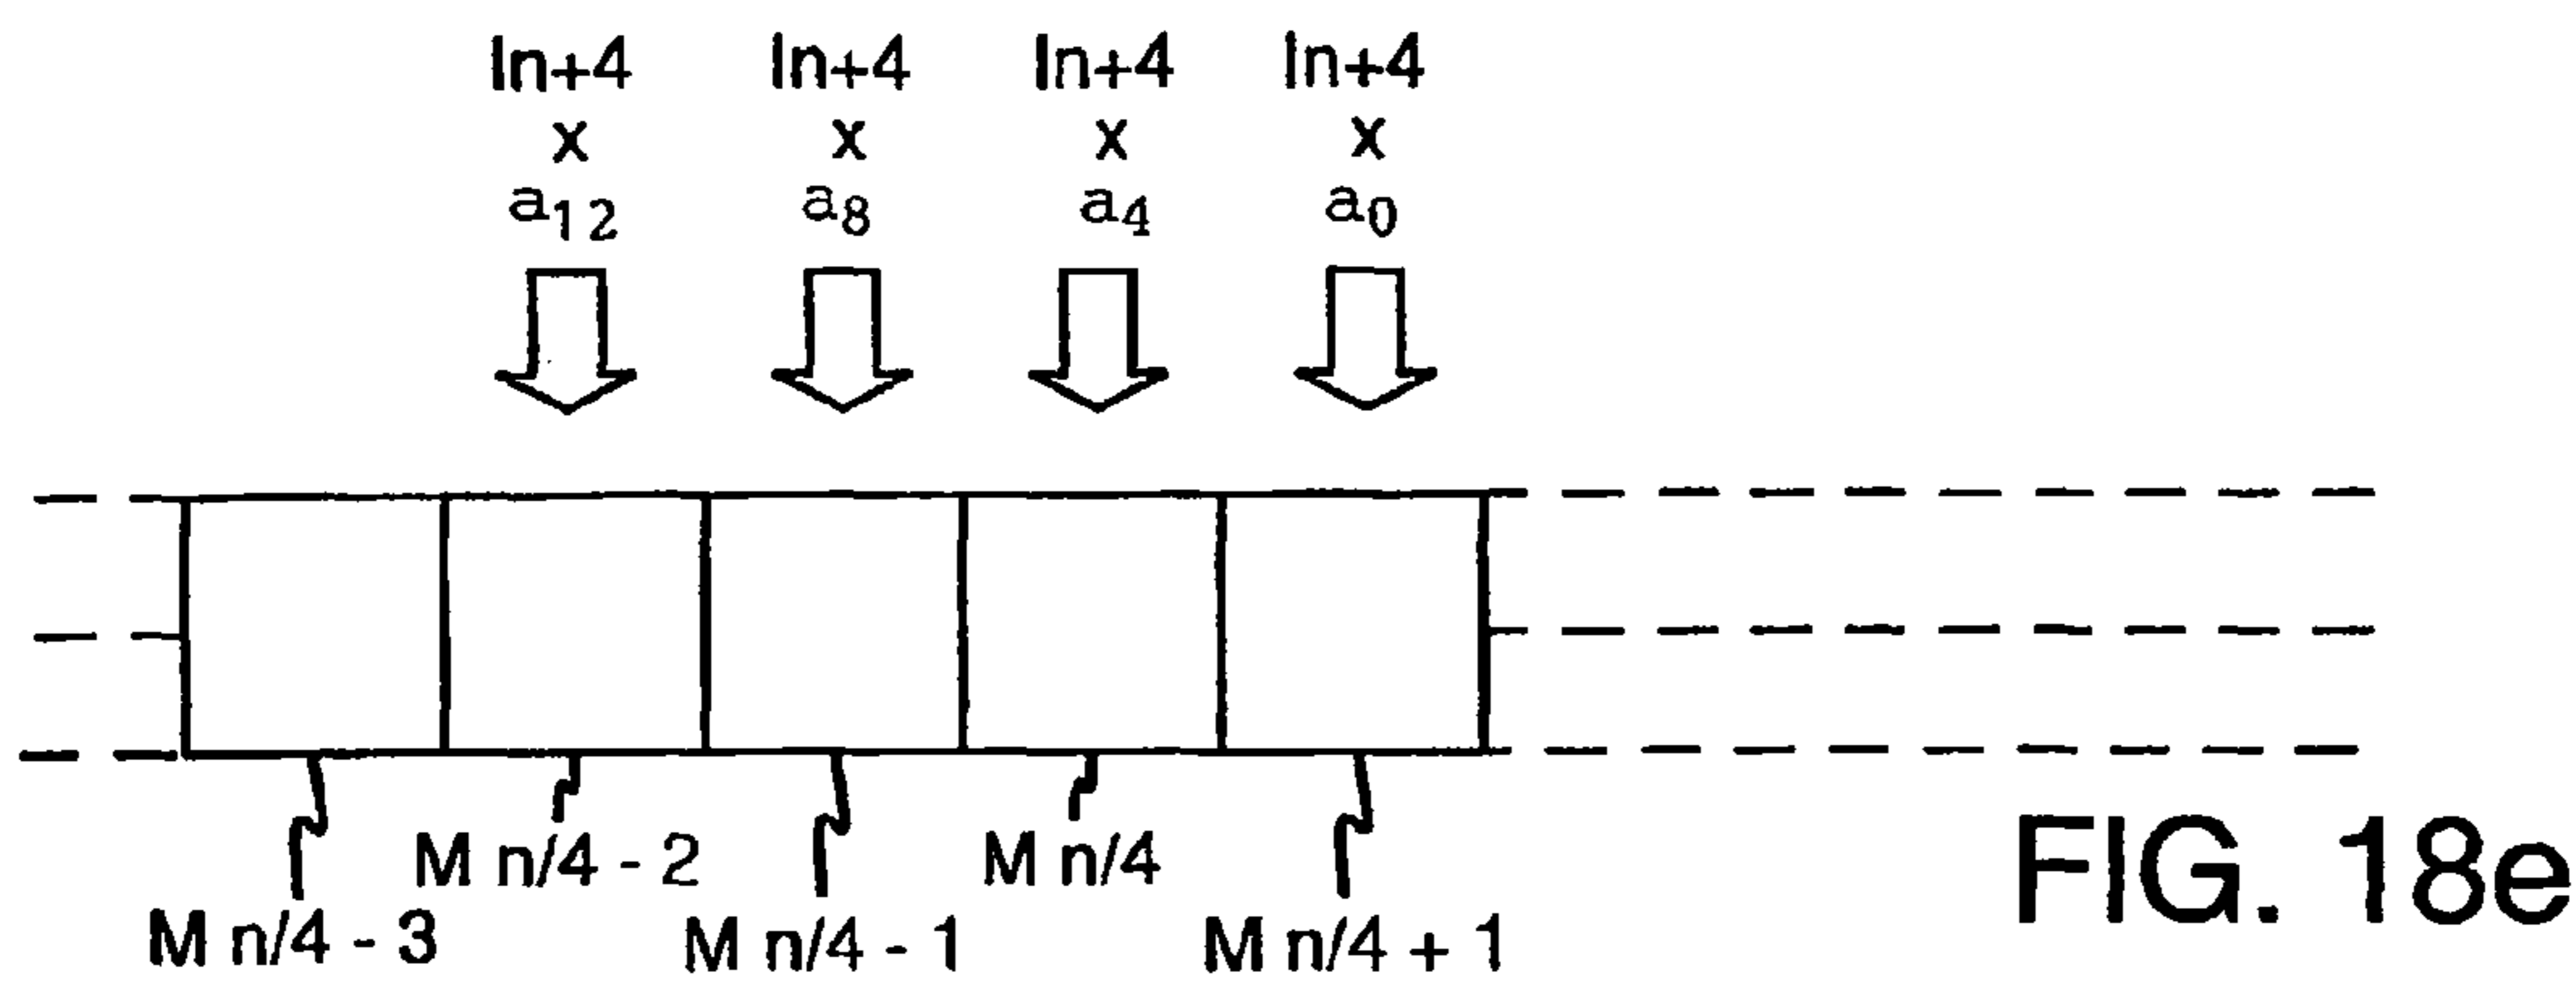 In+4 In+4 In+4 In+4
x x x x
a12 a8 a4 a0
M n/4 - 2 M n/4
M n/4 - 3 M n/4 - 1 M n/4 + 1
FIG. 18e